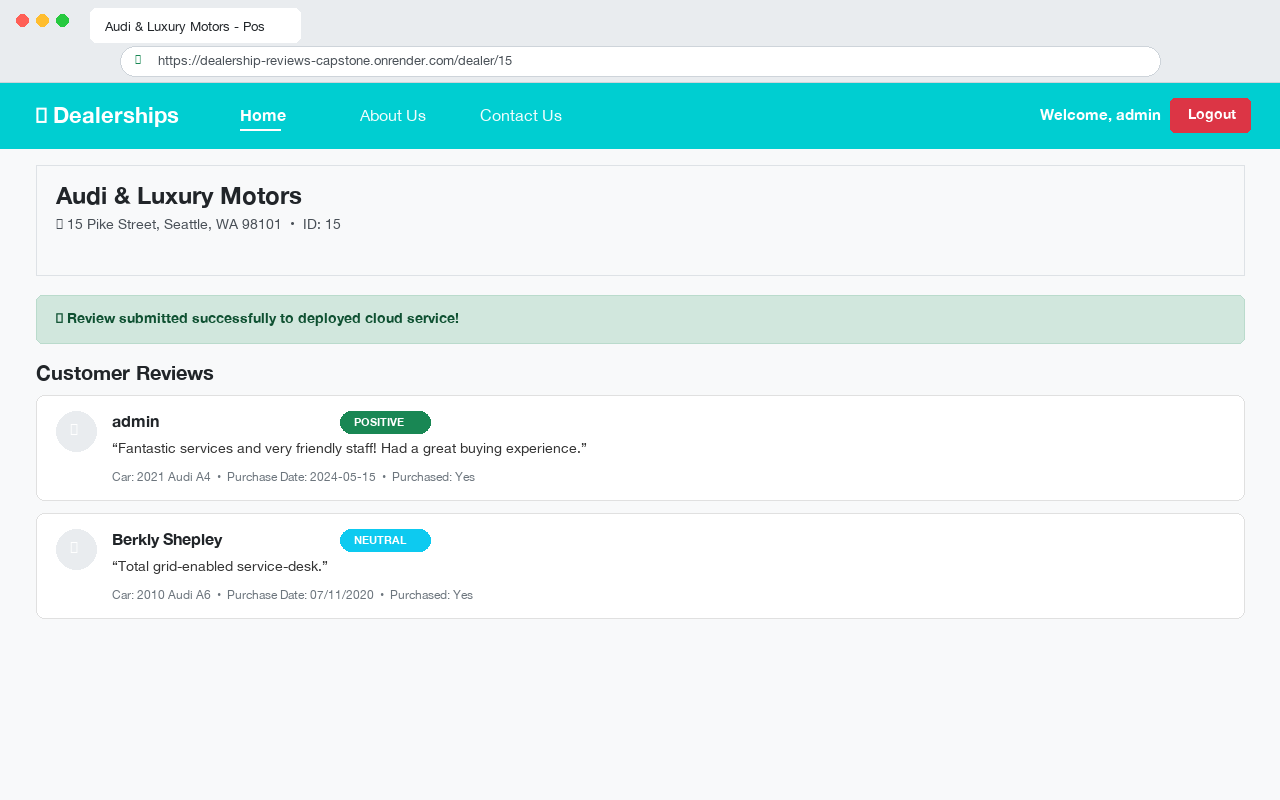 Audi & Luxury Motors - Pos
https://dealership-reviews-capstone.onrender.com/dealer/15
Dealerships Home About Us Contact Us Welcome, admin Logout
Audi & Luxury Motors
15 Pike Street, Seattle, WA 98101 • ID: 15
Review submitted successfully to deployed cloud service!
Customer Reviews
admin POSITIVE
“Fantastic services and very friendly staff! Had a great buying experience.”
Car: 2021 Audi A4 • Purchase Date: 2024-05-15 • Purchased: Yes
Berkly Shepley NEUTRAL
“Total grid-enabled service-desk.”
Car: 2010 Audi A6 • Purchase Date: 07/11/2020 • Purchased: Yes